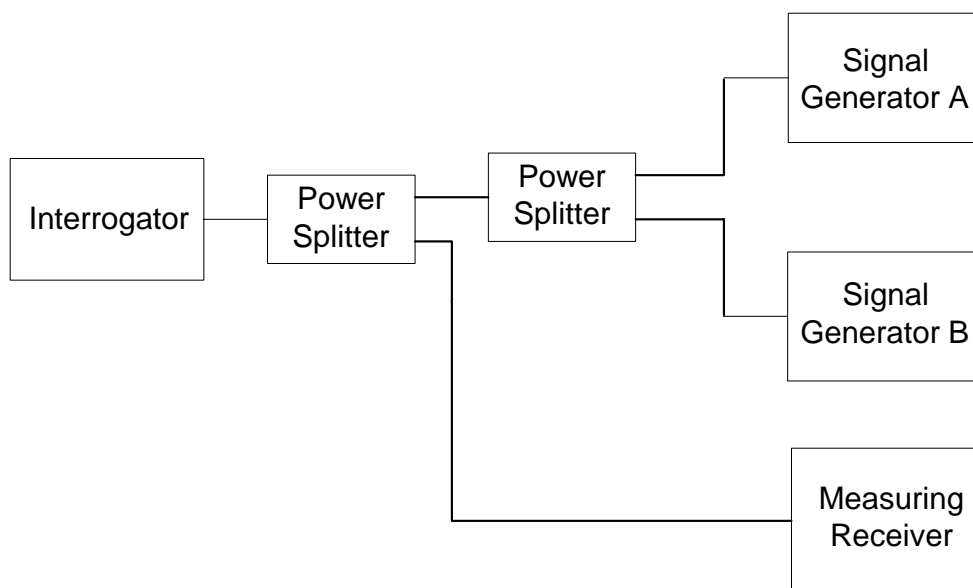 Signal
Generator A
Interrogator
Power
Splitter
Power
Splitter
Signal
Generator B
Measuring
Receiver